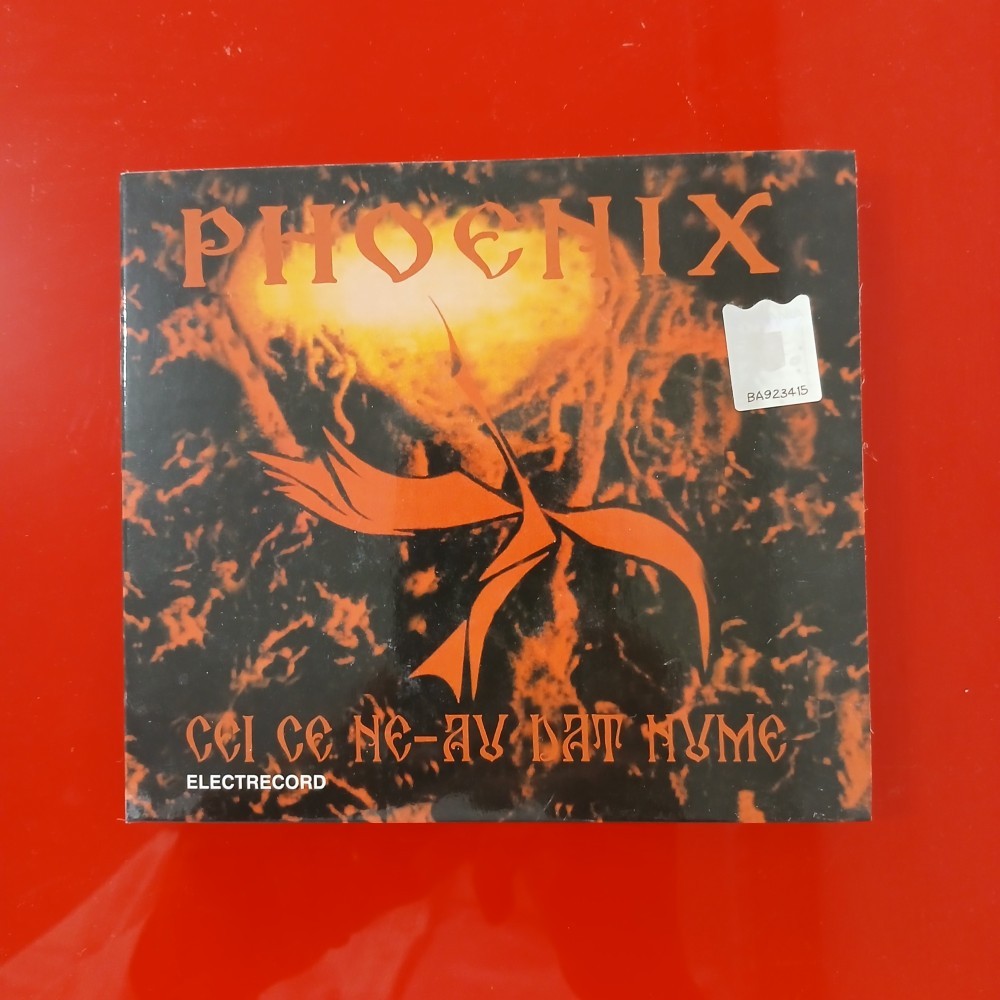 PHOENIX
BA923415
CEI CE NE-AU DAT NUME
ELECTRECORD